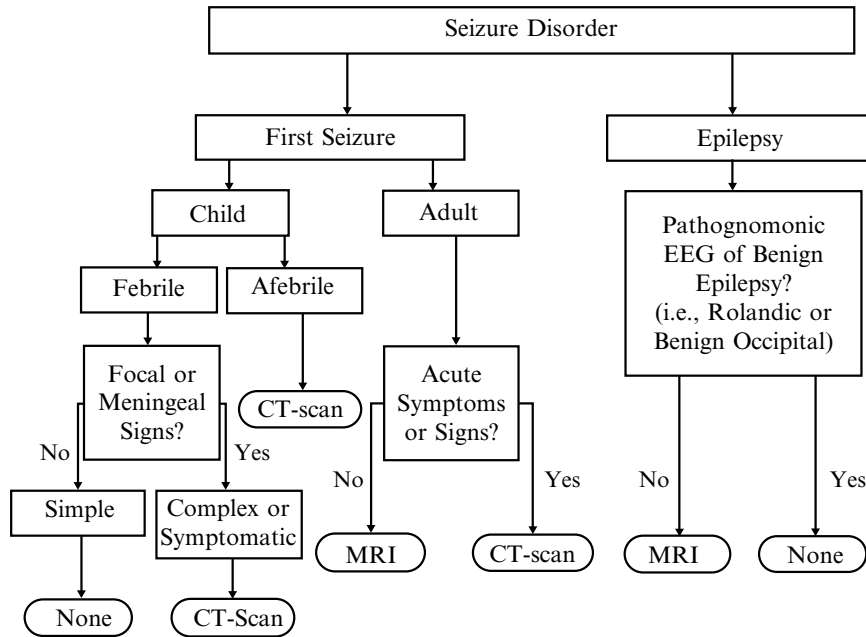 Seizure Disorder
First Seizure
Epilepsy
Child
Adult
Pathognomonic
EEG of Benign
Epilepsy?
(i.e., Rolandic or
Benign Occipital)
Febrile
Afebrile
Focal or
Meningeal
Signs?
CT-scan
Acute
Symptoms
or Signs?
No
Yes
No
Yes
No
Yes
Simple
Complex or
Symptomatic
MRI
CT-scan
MRI
None
None
CT-Scan